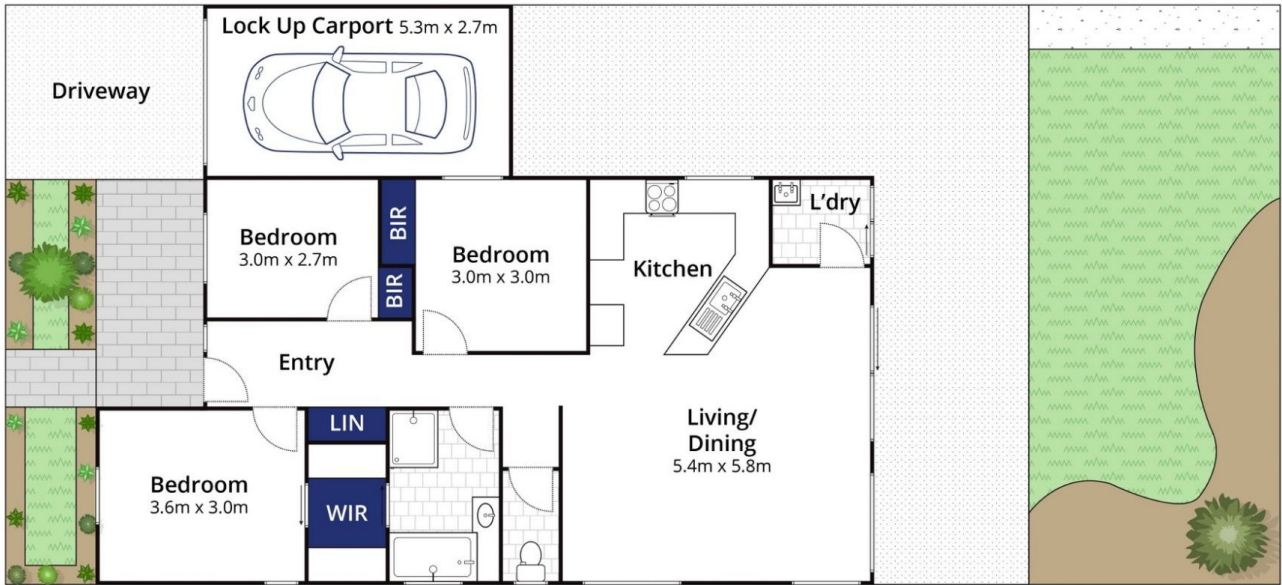 Lock Up Carport 5.3m x 2.7m
Driveway
Bedroom
3.0m x 2.7m
BIR
BIR
Bedroom
3.0m x 3.0m
Kitchen
L'dry
Entry
LIN
WIR
Bedroom
3.6m x 3.0m
Living/
Dining
5.4m x 5.8m